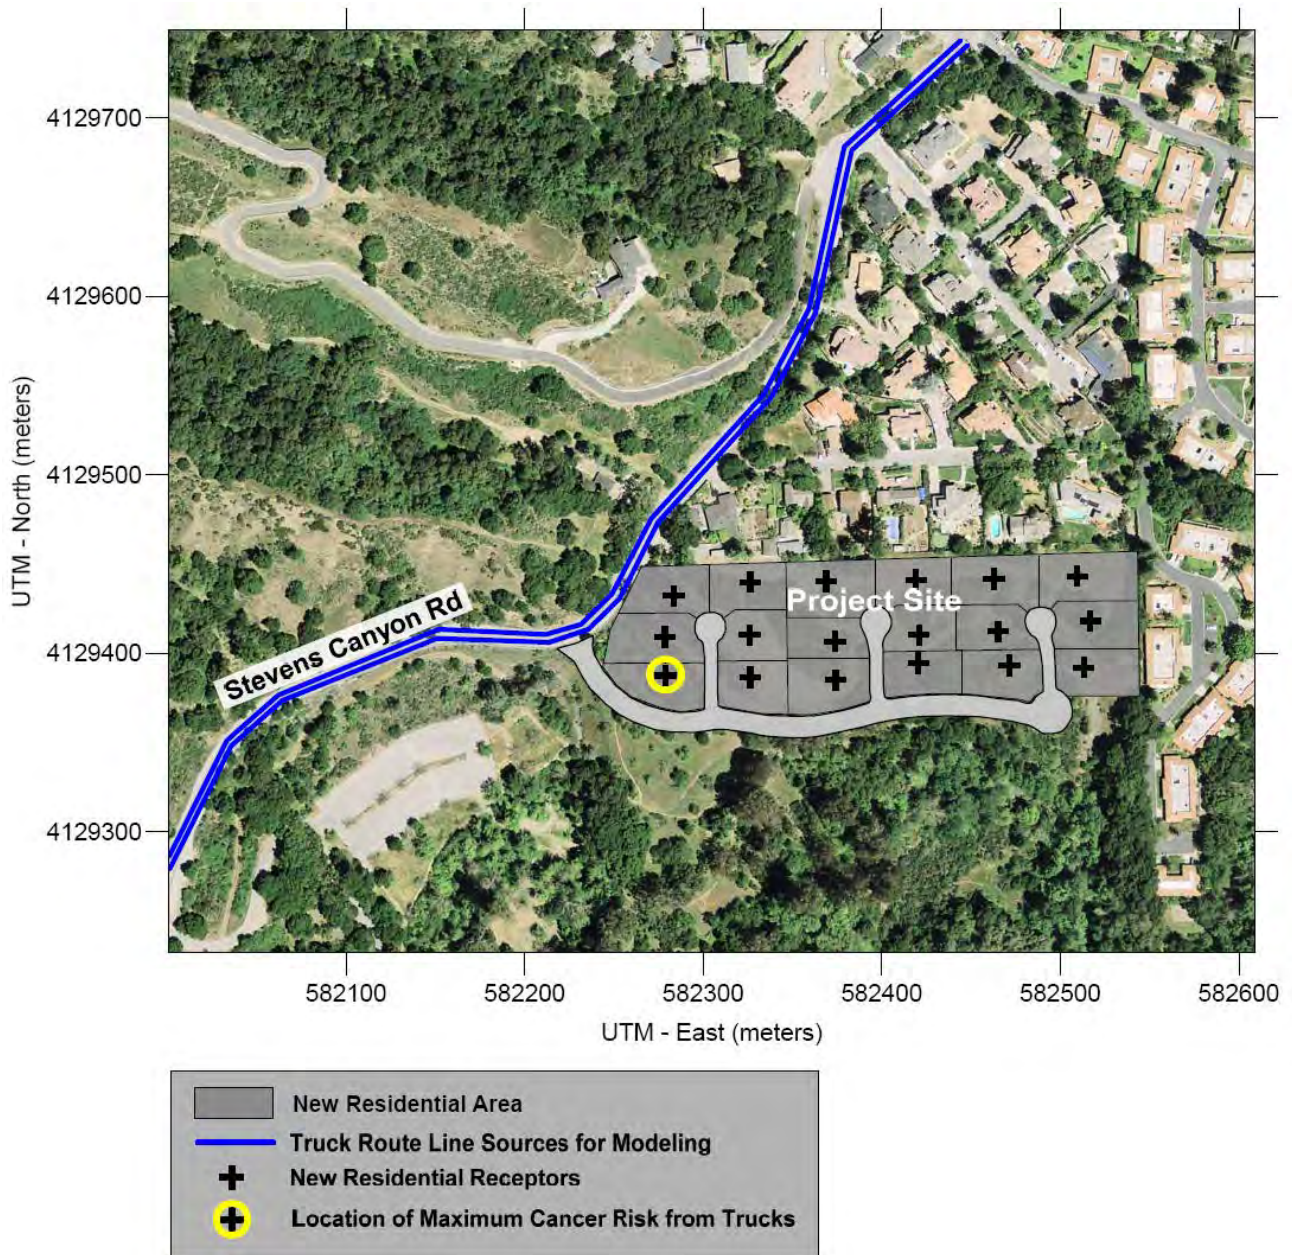 4129700
4129600
4129500
4129400
4129300
UTM - North (meters)
Stevens Canyon Rd
Project Site
582100 582200 582300 582400 582500 582600
UTM - East (meters)
New Residential Area
Truck Route Line Sources for Modeling
New Residential Receptors
Location of Maximum Cancer Risk from Trucks